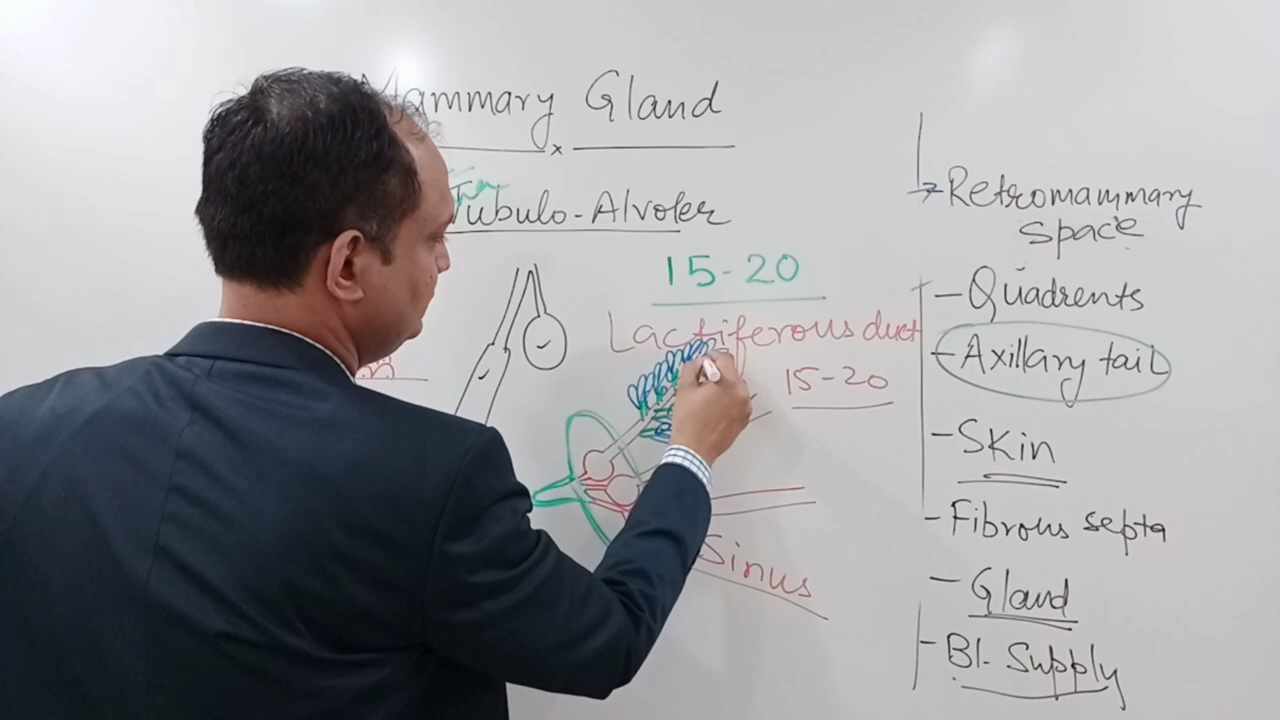 Mammary Gland
Tubulo-Alvoler
15-20
Lactiferous duct
15-20
Sinus
Retromammary
Space
- Quadrents
- Axillary tail
- Skin
- Fibrous septa
- Gland
- Bl. Supply